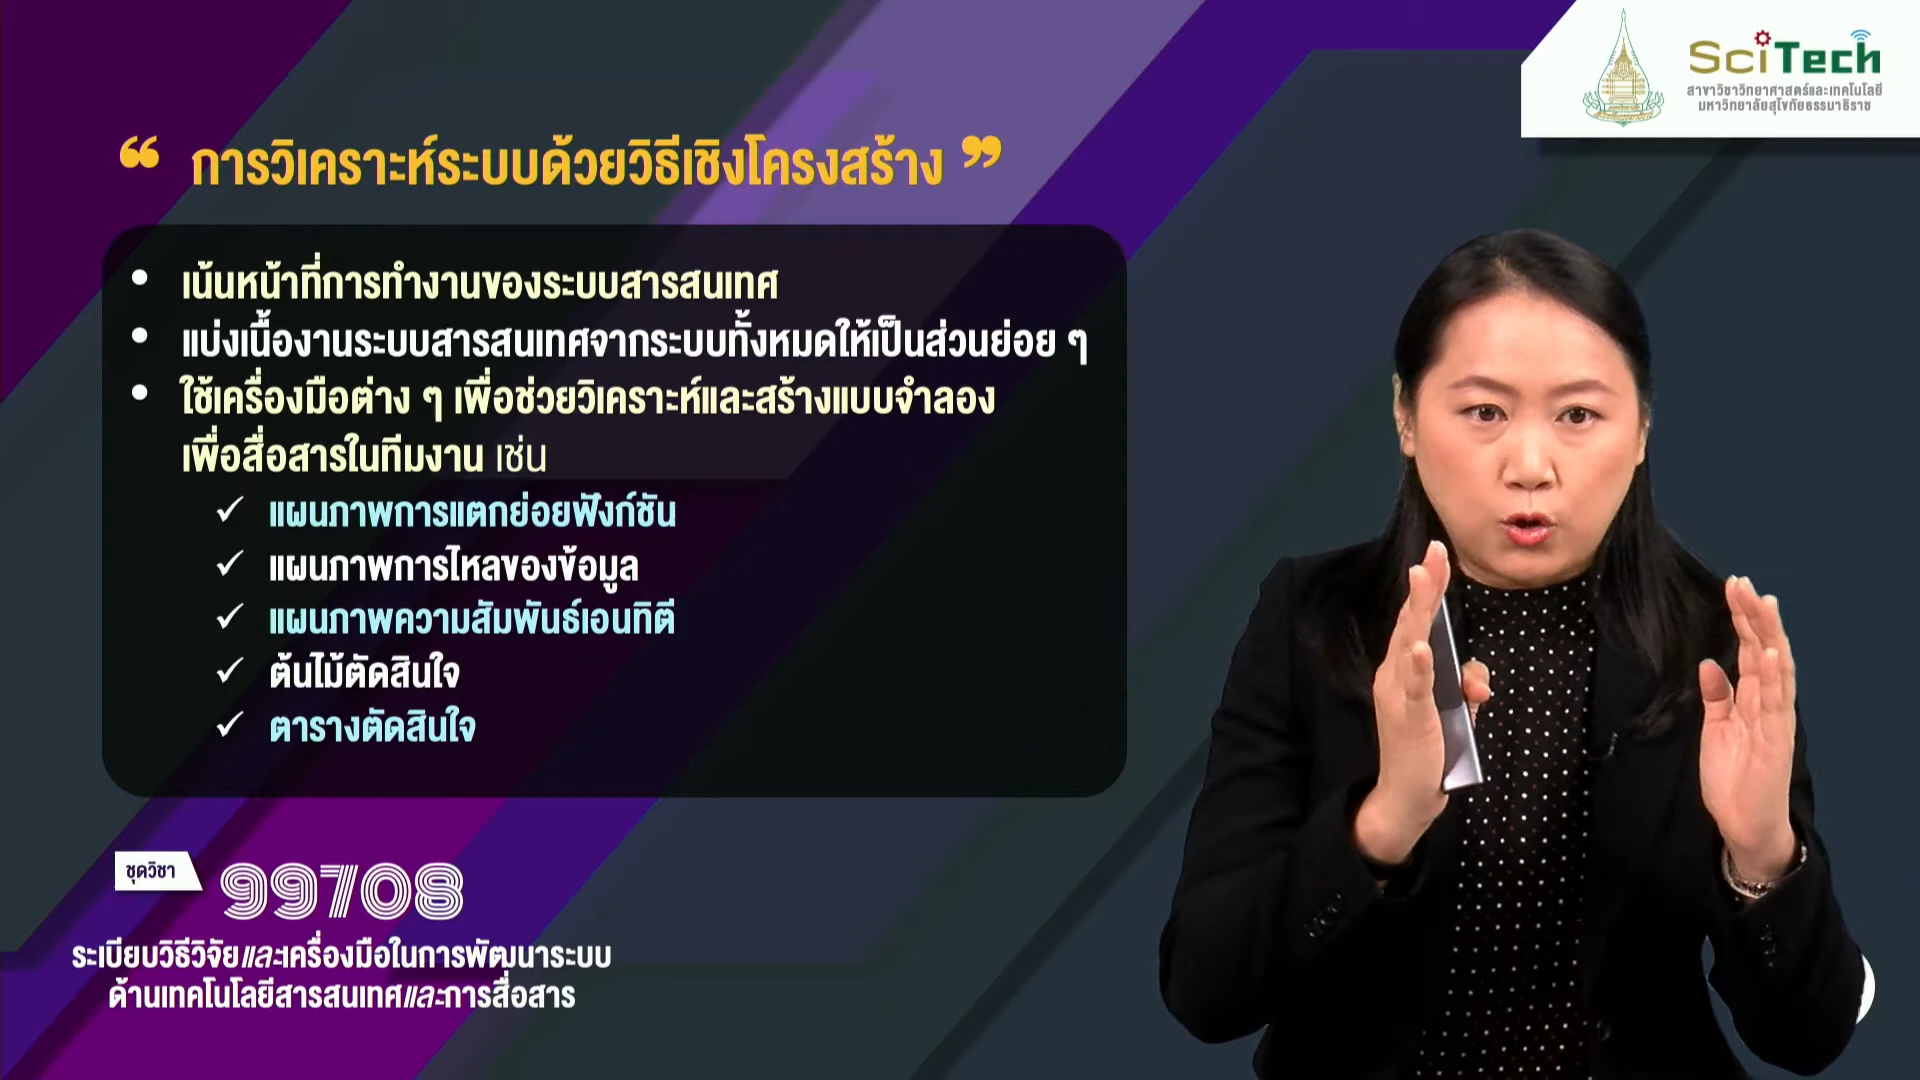 SciTech
สาขาวิชาวิทยาศาสตร์และเทคโนโลยี
มหาวิทยาลัยสุโขทัยธรรมาธิราช
“ การวิเคราะห์ระบบด้วยวิธีเชิงโครงสร้าง ”
• เน้นหน้าที่การทำงานของระบบสารสนเทศ
• แบ่งเนื้องานระบบสารสนเทศจากระบบทั้งหมดให้เป็นส่วนย่อย ๆ
• ใช้เครื่องมือต่าง ๆ เพื่อช่วยวิเคราะห์และสร้างแบบจำลอง
เพื่อสื่อสารในทีมงาน เช่น
✓ แผนภาพการแตกย่อยฟังก์ชัน
✓ แผนภาพการไหลของข้อมูล
✓ แผนภาพความสัมพันธ์เอนทิตี
✓ ต้นไม้ตัดสินใจ
✓ ตารางตัดสินใจ
ชุดวิชา 99708
ระเบียบวิธีวิจัยและเครื่องมือในการพัฒนาระบบ
ด้านเทคโนโลยีสารสนเทศและการสื่อสาร